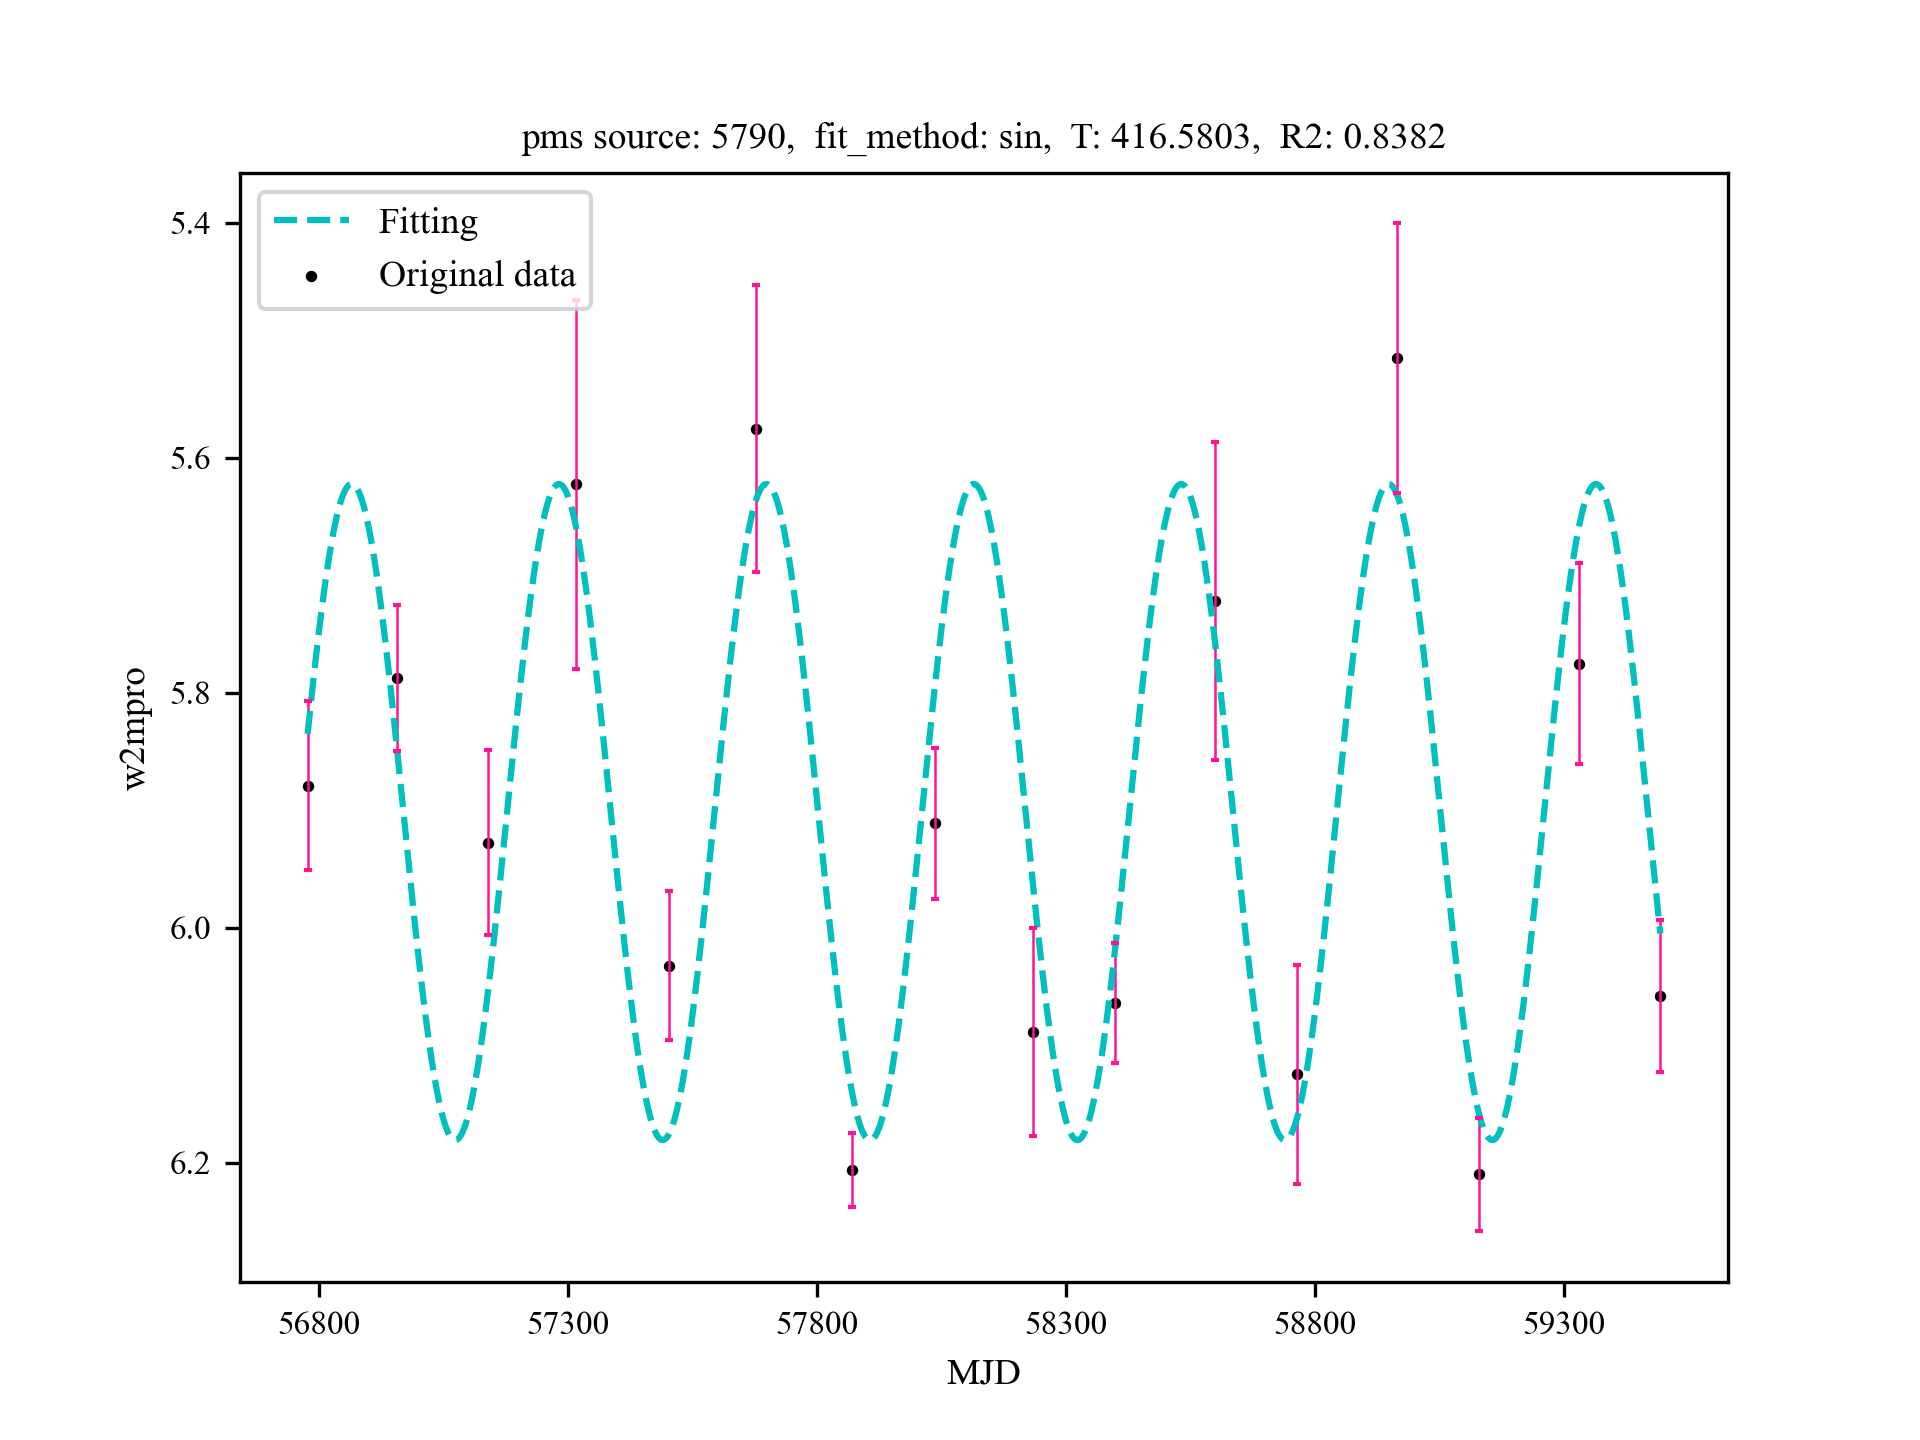 pms source: 5790,  fit_method: sin,  T: 416.5803,  R2: 0.8382
Fitting
Original data
5.4
5.6
5.8
6.0
6.2
w2mpro
56800 57300 57800 58300 58800 59300
MJD